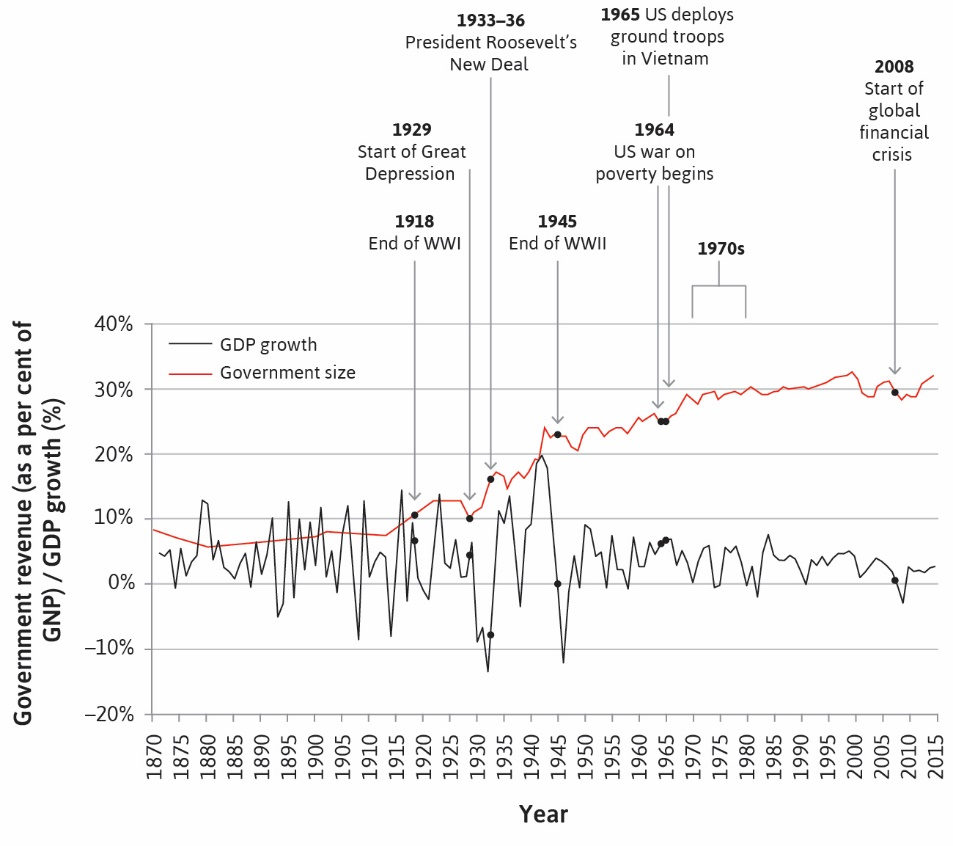 1933–36
President Roosevelt's
New Deal
1965 US deploys
ground troops
in Vietnam
2008
Start of
global
financial
crisis
1929
Start of Great
Depression
1964
US war on
poverty begins
1918
End of WWI
1945
End of WWII
1970s
Government revenue (as a per cent of
GNP) / GDP growth (%)
40%
30%
20%
10%
0%
–10%
–20%
GDP growth
Government size
1870
1875
1880
1885
1890
1895
1900
1905
1910
1915
1920
1925
1930
1935
1940
1945
1950
1955
1960
1965
1970
1975
1980
1985
1990
1995
2000
2005
2010
2015
Year